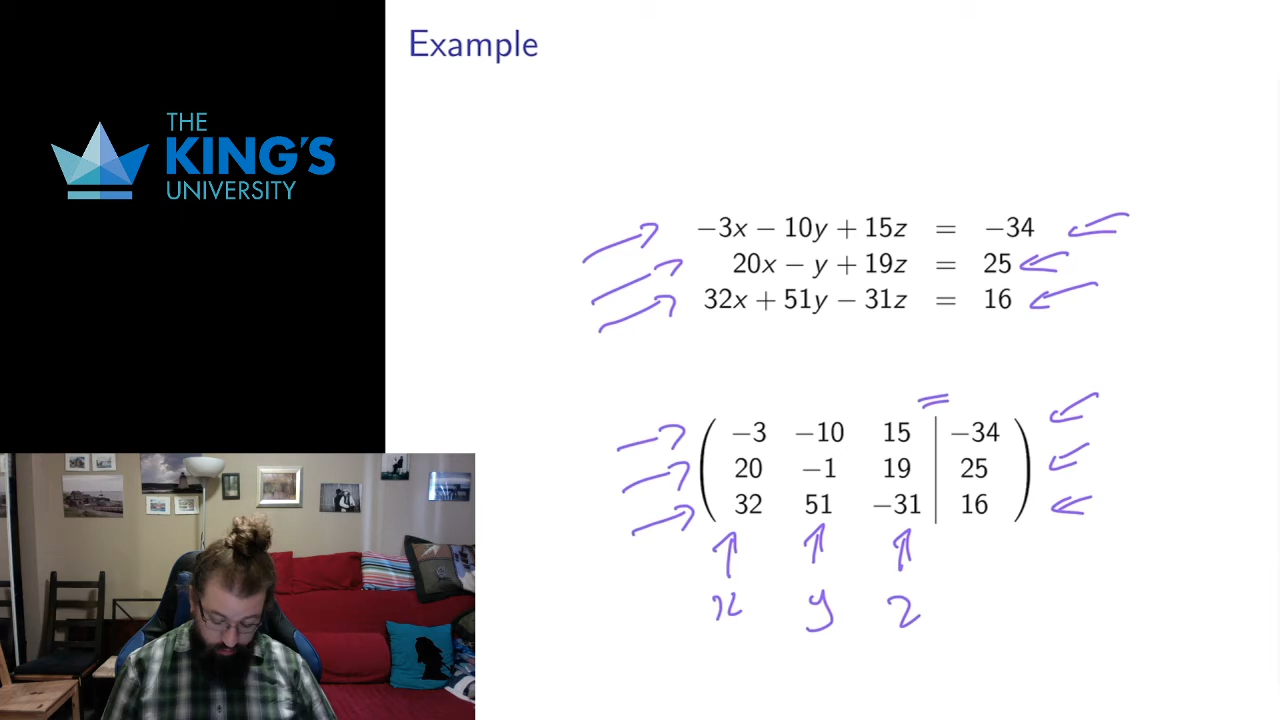 THE
KING'S
UNIVERSITY
Example
−3x − 10y + 15z = −34
20x − y + 19z = 25
32x + 51y − 31z = 16
=
−3 −10 15 | −34
20 −1 19 | 25
32 51 −31 | 16
x y z